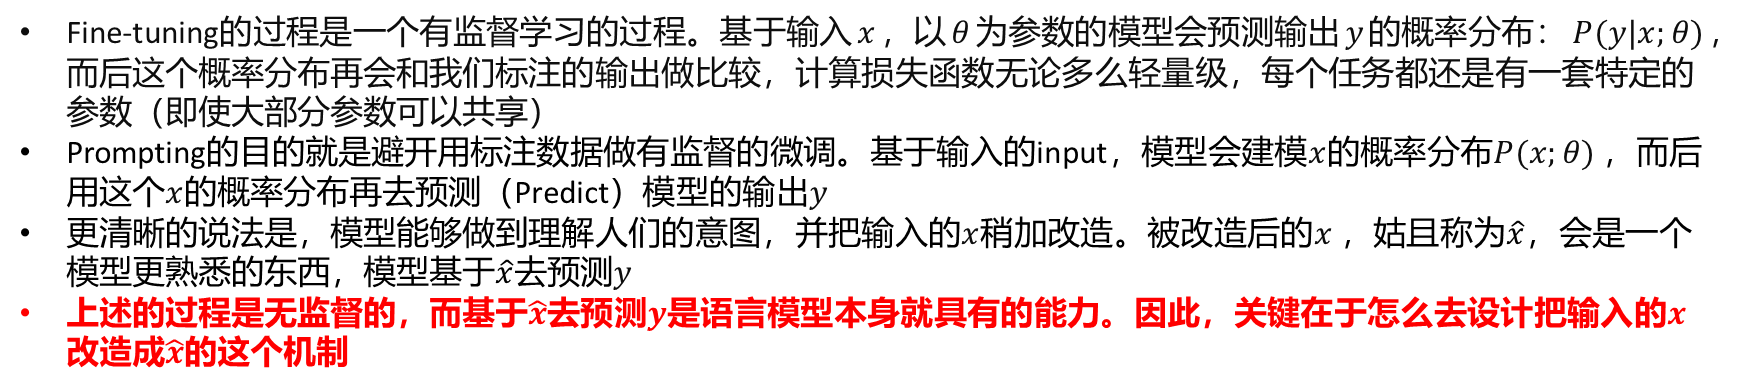 • Fine-tuning的过程是一个有监督学习的过程。基于输入 x ，以 θ 为参数的模型会预测输出 y 的概率分布： P(y|x; θ) ，
而后这个概率分布再会和我们标注的输出做比较，计算损失函数无论多么轻量级，每个任务都还是有一套特定的
参数（即使大部分参数可以共享）
• Prompting的目的就是避开用标注数据做有监督的微调。基于输入的input，模型会建模x的概率分布P(x; θ) ，而后
用这个x的概率分布再去预测（Predict）模型的输出y
• 更清晰的说法是，模型能够做到理解人们的意图，并把输入的x稍加改造。被改造后的x ，姑且称为x̂，会是一个
模型更熟悉的东西，模型基于x̂去预测y
• 上述的过程是无监督的，而基于x̂去预测y是语言模型本身就具有的能力。因此，关键在于怎么去设计把输入的x
改造成x̂的这个机制